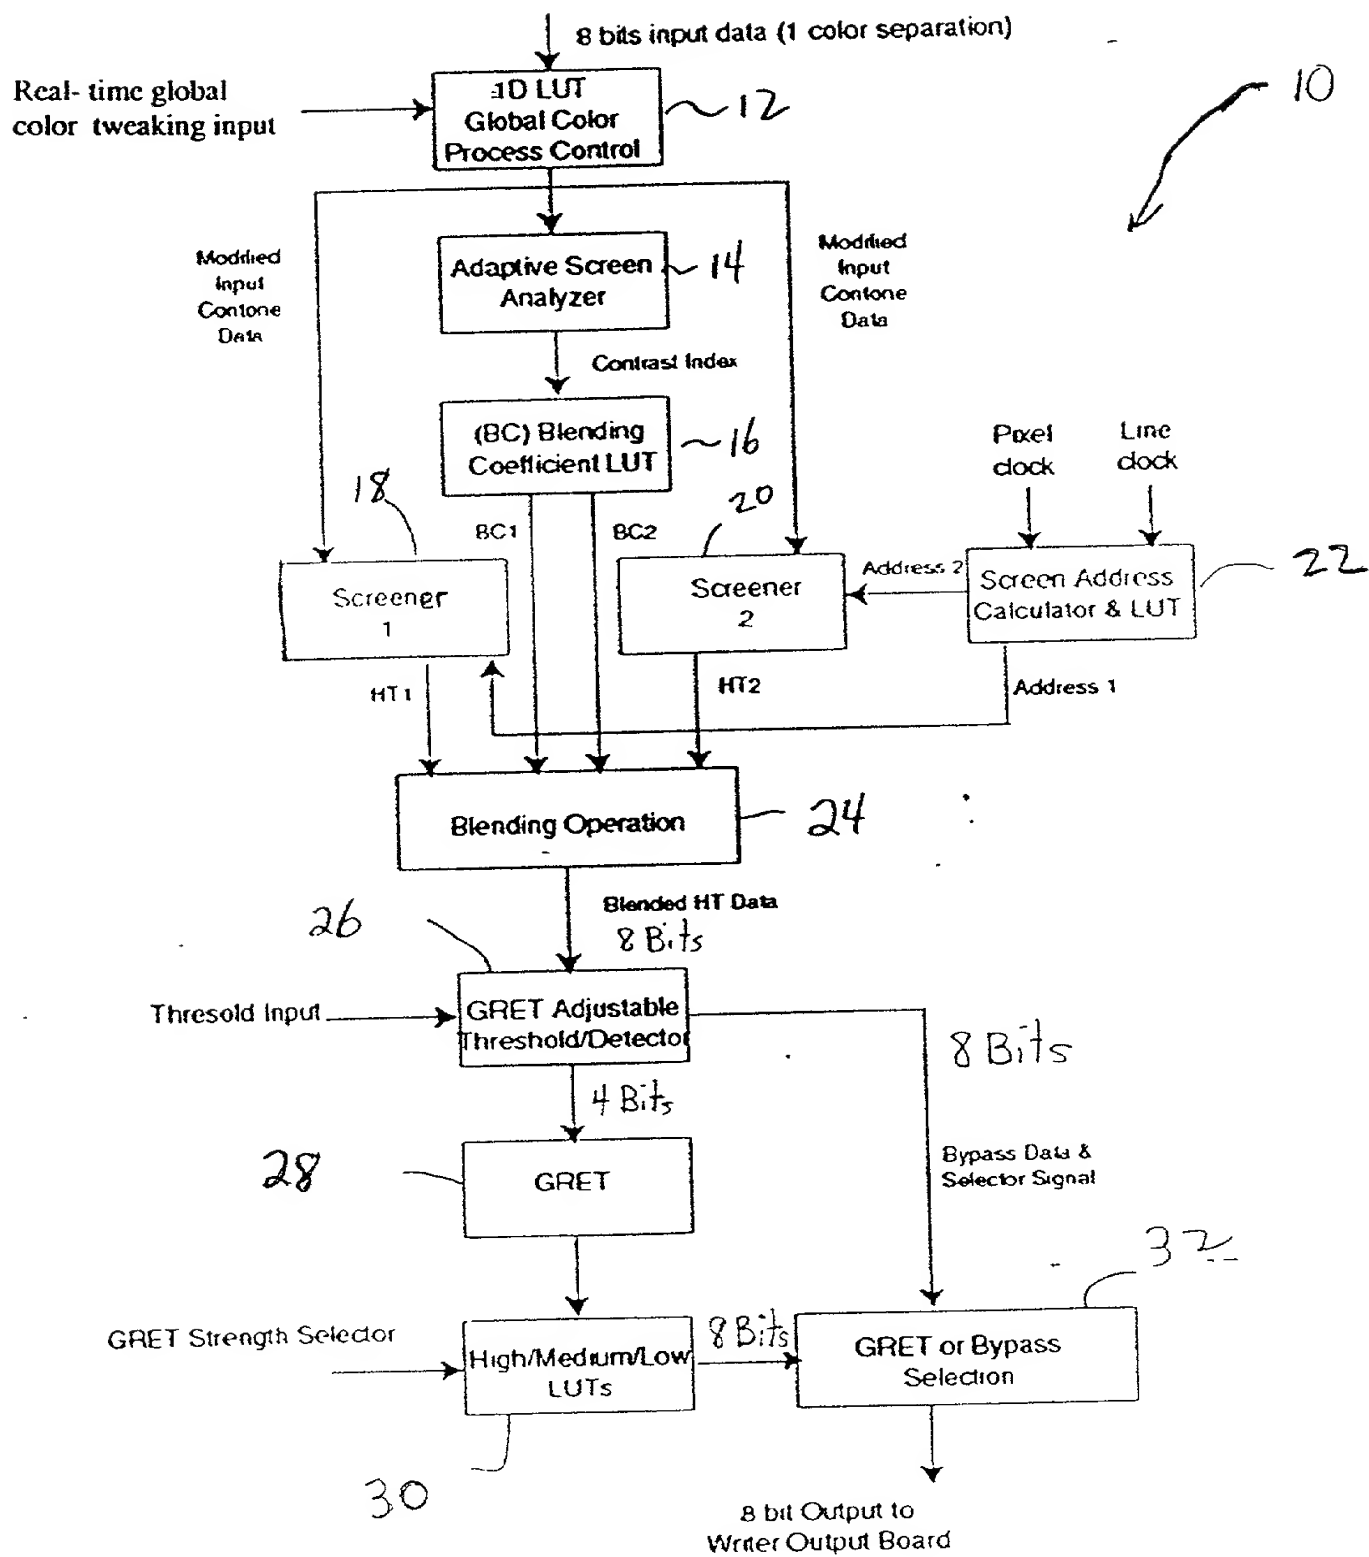 8 bits input data (1 color separation)
Real- time global
color tweaking input
1D LUT
Global Color
Process Control
12
10
Modified
Input
Contone
Data
Adaptive Screen
Analyzer
14
Modified
Input
Contone
Data
Contrast Index
(BC) Blending
Coefficient LUT
16
Pixel
clock
Line
clock
18
BC1
BC2
20
Screener
1
Screener
2
Address 2
Screen Address
Calculator & LUT
22
HT1
HT2
Address 1
Blending Operation
24
Blended HT Data
8 Bits
26
Thresold Input
GRET Adjustable
Threshold/Detector
8 Bits
4 Bits
28
GRET
Bypass Data &
Selector Signal
32
GRET Strength Selector
High/Medium/Low
LUTs
8 Bits
GRET or Bypass
Selection
30
8 bit Output to
Writer Output Board